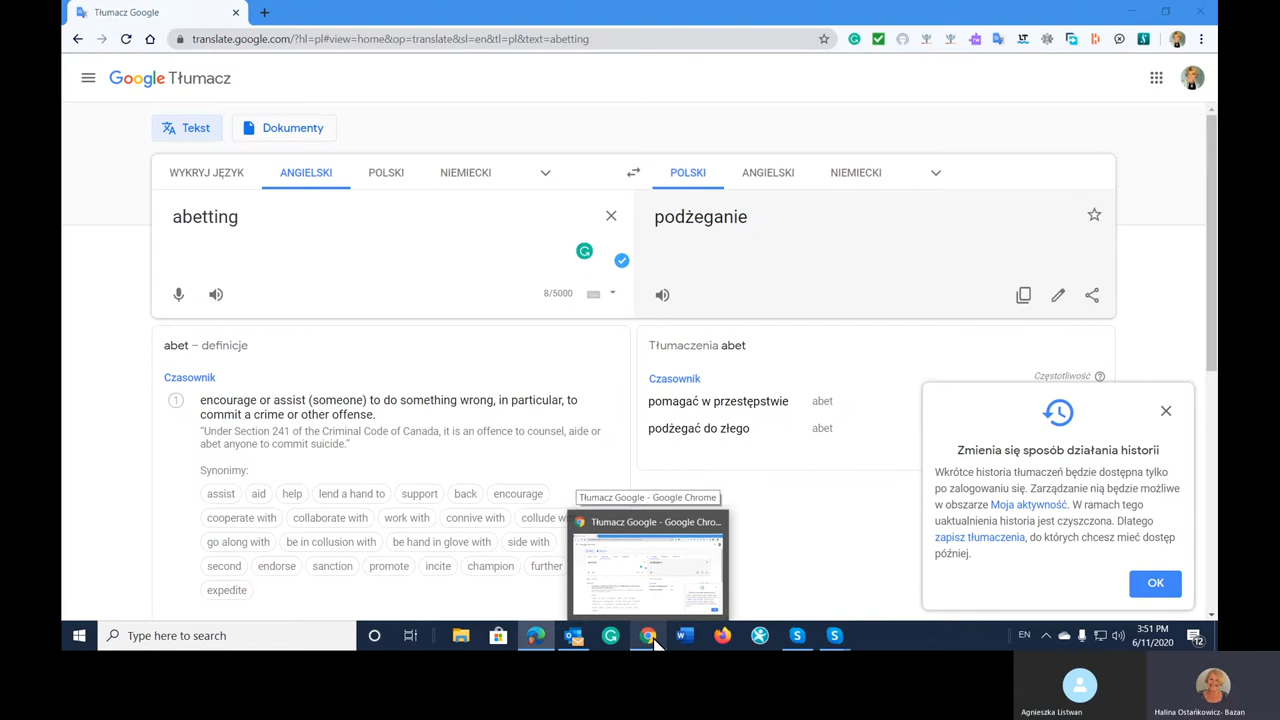 Tłumacz Google
translate.google.com/?hl=pl#view=home&op=translate&sl=en&tl=pl&text=abetting
Google Tłumacz
Tekst
Dokumenty
WYKRYJ JĘZYK ANGIELSKI POLSKI NIEMIECKI
POLSKI ANGIELSKI NIEMIECKI
abetting
podżeganie
8/5000
abet – definicje
Czasownik
1 encourage or assist (someone) to do something wrong, in particular, to
commit a crime or other offense.
"Under Section 241 of the Criminal Code of Canada, it is an offence to counsel, aide or
abet anyone to commit suicide."
Synonimy:
assist aid help lend a hand to support back encourage
cooperate with collaborate with work with connive with collude with
go along with be in collusion with be hand in glove with side with
second endorse sanction promote incite champion further
expedite
Tłumaczenia abet
Częstotliwość
Czasownik
pomagać w przestępstwie abet
podżegać do złego abet
Zmienia się sposób działania historii
Wkrótce historia tłumaczeń będzie dostępna tylko
po zalogowaniu się. Zarządzanie nią będzie możliwe
w obszarze Moja aktywność. W ramach tego
uaktualnienia historia jest czyszczona. Dlatego
zapisz tłumaczenia, do których chcesz mieć dostęp
później.
OK
Tłumacz Google - Google Chrome
Tłumacz Google - Google Chro...
Type here to search
EN
3:51 PM
6/11/2020
12
Agnieszka Listwan
Halina Ostańkowicz- Bazan